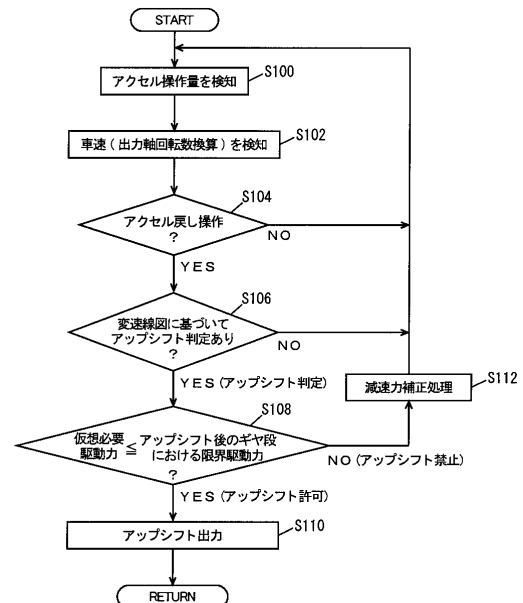 START
アクセル操作量を検知
S100
車速(出力軸回転数換算)を検知
S102
アクセル戻し操作
?
S104
NO
YES
変速線図に基づいて
アップシフト判定あり
?
S106
NO
YES(アップシフト判定)
減速力補正処理
S112
仮想必要
駆動力
≦
アップシフト後のギヤ段
における限界駆動力
?
S108
NO(アップシフト禁止)
YES(アップシフト許可)
アップシフト出力
S110
RETURN